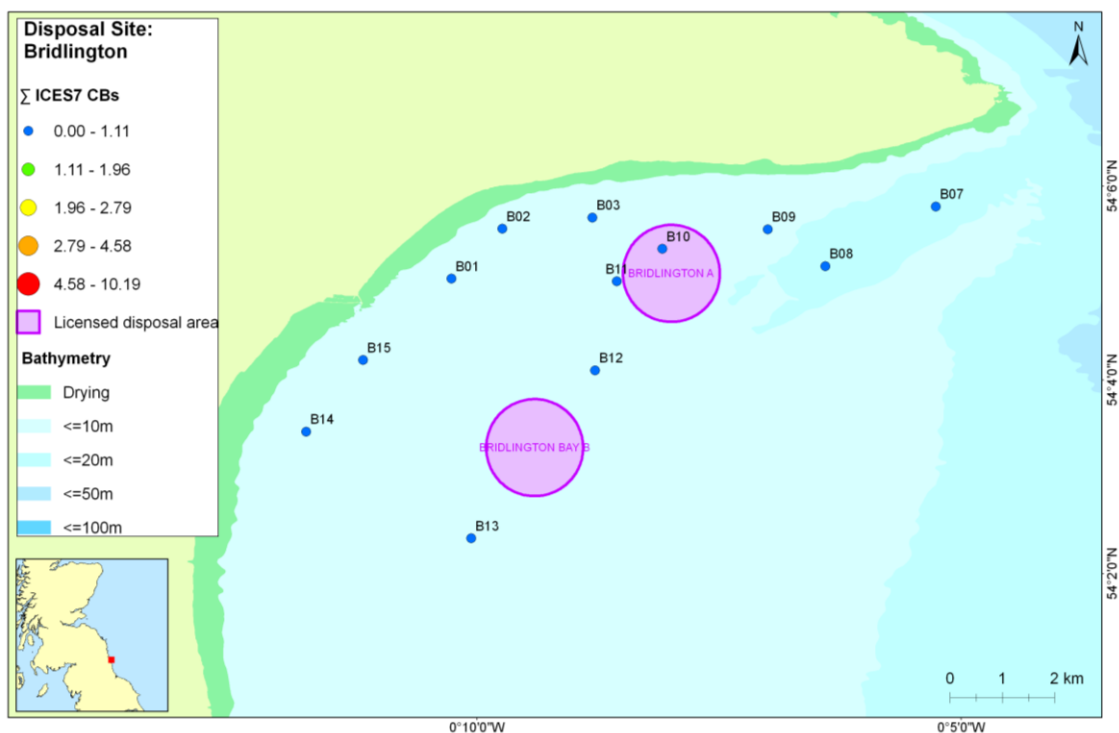 Disposal Site:
Bridlington
∑ ICES7 CBs
0.00 - 1.11
1.11 - 1.96
1.96 - 2.79
2.79 - 4.58
4.58 - 10.19
Licensed disposal area
Bathymetry
Drying
<=10m
<=20m
<=50m
<=100m
N
B07
B03
B02
B09
B10
B08
B01
B11
BRIDLINGTON A
B15
B12
B14
BRIDLINGTON BAY B
B13
54°6'0"N
54°4'0"N
54°2'0"N
0 1 2 km
0°10'0"W
0°5'0"W